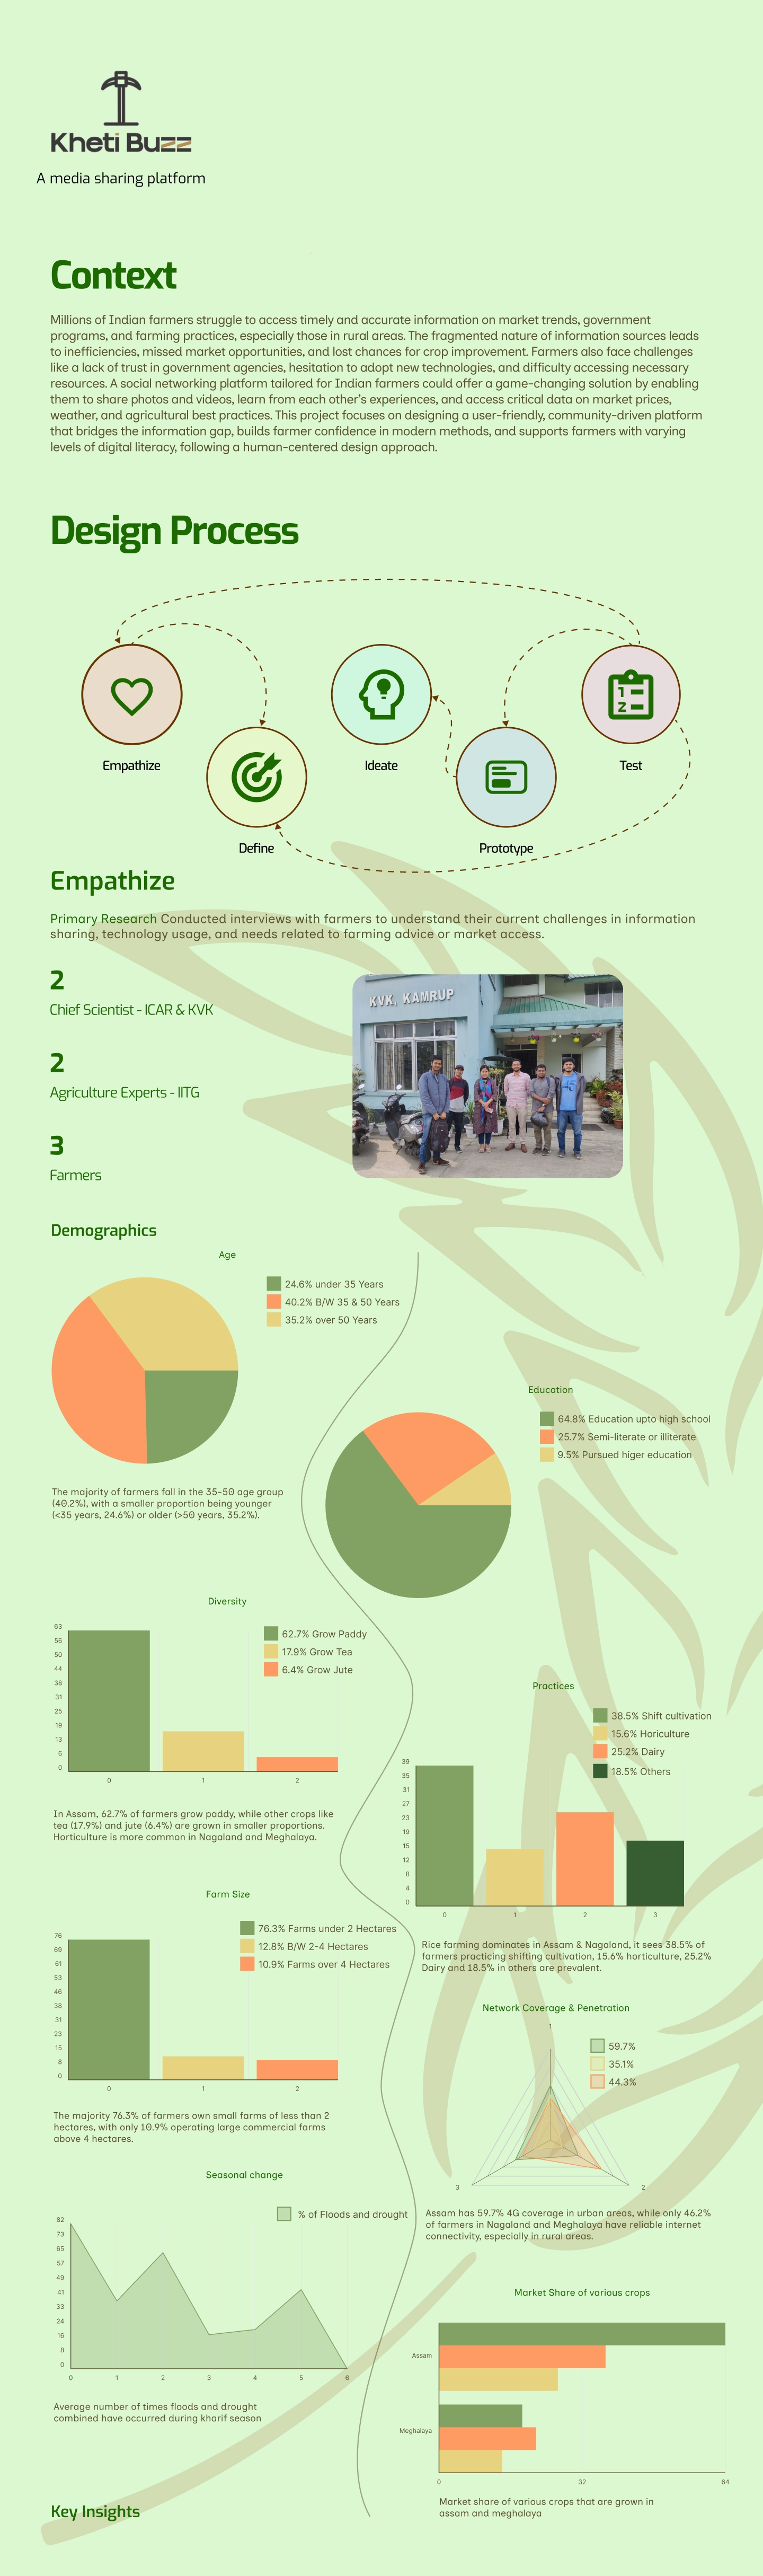 Kheti Buzz
A media sharing platform
Context
Millions of Indian farmers struggle to access timely and accurate information on market trends, government
programs, and farming practices, especially those in rural areas. The fragmented nature of information sources leads
to inefficiencies, missed market opportunities, and lost chances for crop improvement. Farmers also face challenges
like a lack of trust in government agencies, hesitation to adopt new technologies, and difficulty accessing necessary
resources. A social networking platform tailored for Indian farmers could offer a game-changing solution by enabling
them to share photos and videos, learn from each other's experiences, and access critical data on market prices,
weather, and agricultural best practices. This project focuses on designing a user-friendly, community-driven platform
that bridges the information gap, builds farmer confidence in modern methods, and supports farmers with varying
levels of digital literacy, following a human-centered design approach.
Design Process
1
2
Empathize
Ideate
Test
Define
Prototype
Empathize
Primary Research Conducted interviews with farmers to understand their current challenges in information
sharing, technology usage, and needs related to farming advice or market access.
2
Chief Scientist - ICAR & KVK
2
Agriculture Experts - IITG
3
Farmers
KVK, KAMRUP
Demographics
Age
24.6% under 35 Years
40.2% B/W 35 & 50 Years
35.2% over 50 Years
The majority of farmers fall in the 35-50 age group
(40.2%), with a smaller proportion being younger
(<35 years, 24.6%) or older (>50 years, 35.2%).
Education
64.8% Education upto high school
25.7% Semi-literate or illiterate
9.5% Pursued higer education
Diversity
62.7% Grow Paddy
17.9% Grow Tea
6.4% Grow Jute
63
56
50
44
38
31
25
19
13
6
0
0 1 2
In Assam, 62.7% of farmers grow paddy, while other crops like
tea (17.9%) and jute (6.4%) are grown in smaller proportions.
Horticulture is more common in Nagaland and Meghalaya.
Practices
38.5% Shift cultivation
15.6% Horiculture
25.2% Dairy
18.5% Others
39
35
31
27
23
19
15
12
8
4
0
0 1 2 3
Rice farming dominates in Assam & Nagaland, it sees 38.5% of
farmers practicing shifting cultivation, 15.6% horticulture, 25.2%
Dairy and 18.5% in others are prevalent.
Farm Size
76.3% Farms under 2 Hectares
12.8% B/W 2-4 Hectares
10.9% Farms over 4 Hectares
76
69
61
53
46
38
31
23
15
8
0
0 1 2
The majority 76.3% of farmers own small farms of less than 2
hectares, with only 10.9% operating large commercial farms
above 4 hectares.
Network Coverage & Penetration
1
59.7%
35.1%
44.3%
3 2
Assam has 59.7% 4G coverage in urban areas, while only 46.2%
of farmers in Nagaland and Meghalaya have reliable internet
connectivity, especially in rural areas.
Seasonal change
% of Floods and drought
82
73
65
57
49
41
33
24
16
8
0
0 1 2 3 4 5 6
Average number of times floods and drought
combined have occurred during kharif season
Market Share of various crops
Assam
Meghalaya
0 32 64
Market share of various crops that are grown in
assam and meghalaya
Key Insights